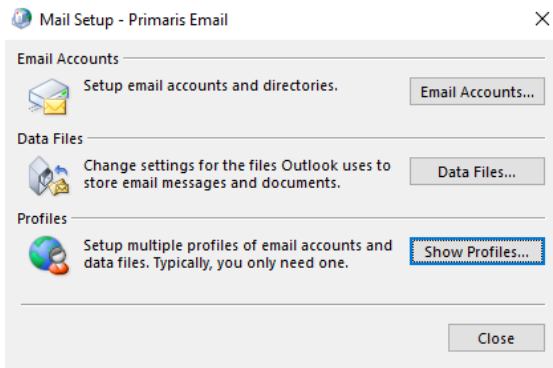 Mail Setup - Primaris Email
Email Accounts
Setup email accounts and directories.
Email Accounts...
Data Files
Change settings for the files Outlook uses to
store email messages and documents.
Data Files...
Profiles
Setup multiple profiles of email accounts and
data files. Typically, you only need one.
Show Profiles...
Close